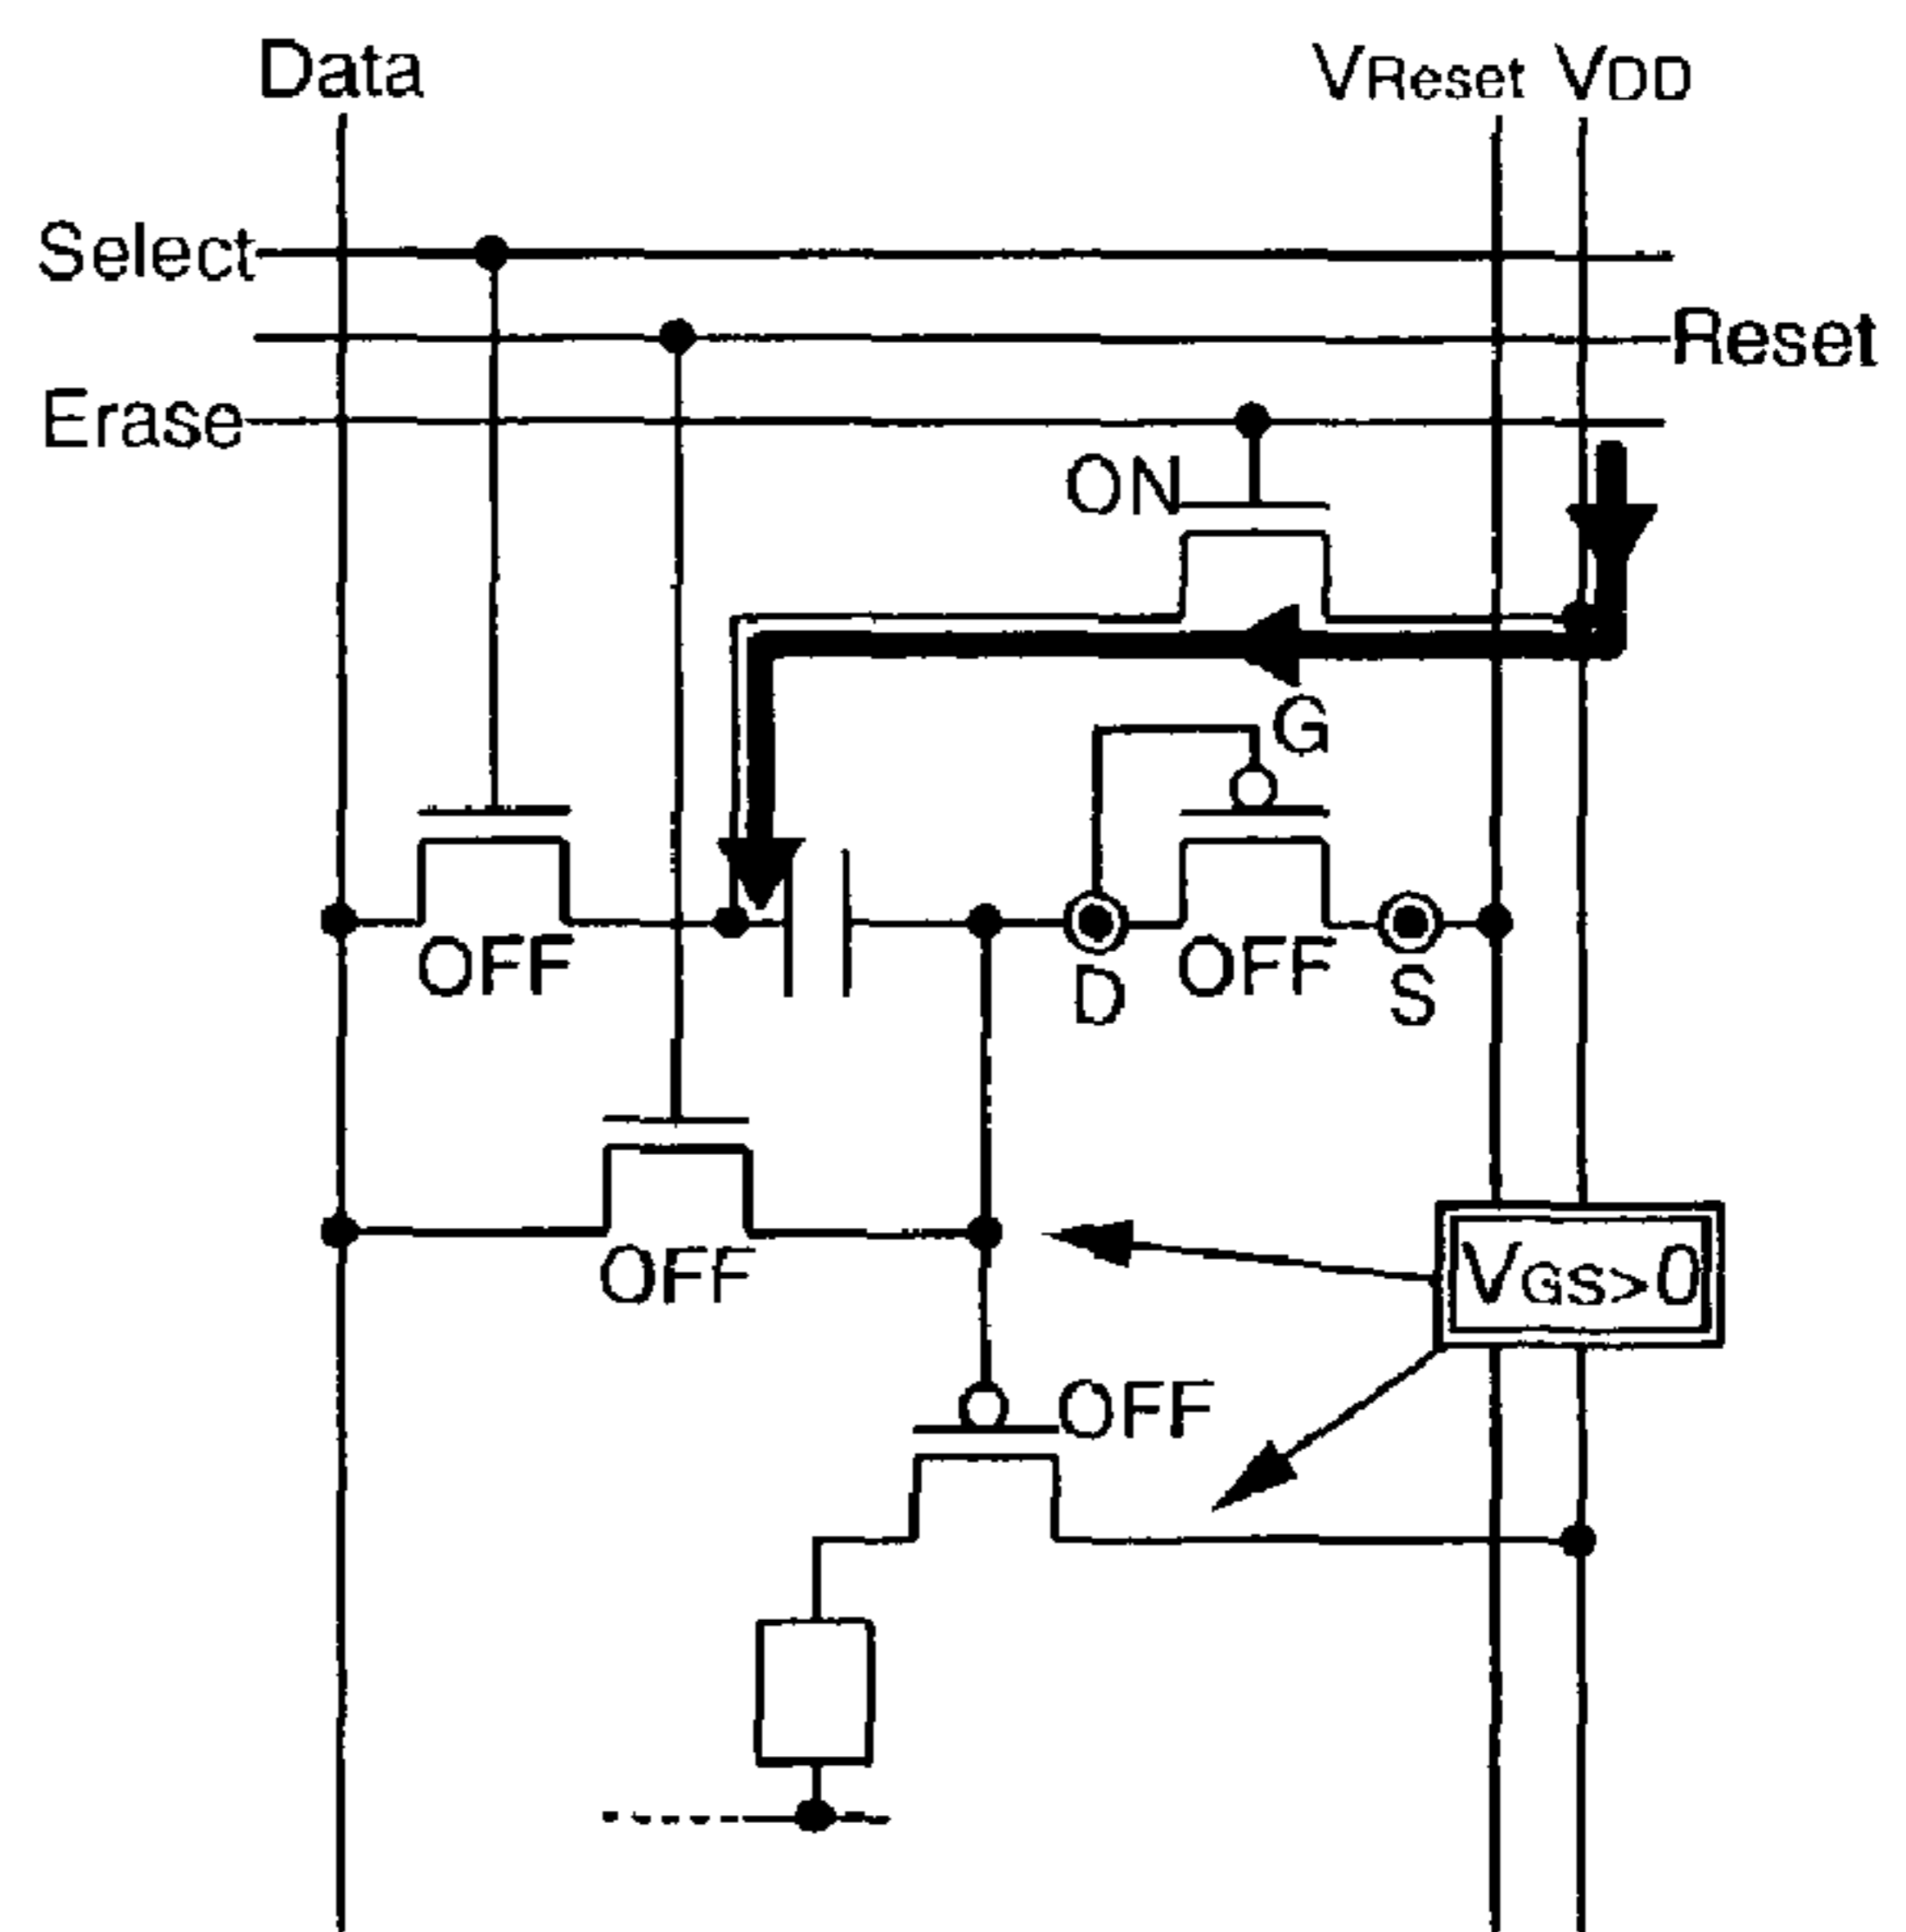 Data
VReset VDD
Select
Reset
Erase
ON
G
OFF
D
OFF
S
OFF
VGS>0
OFF